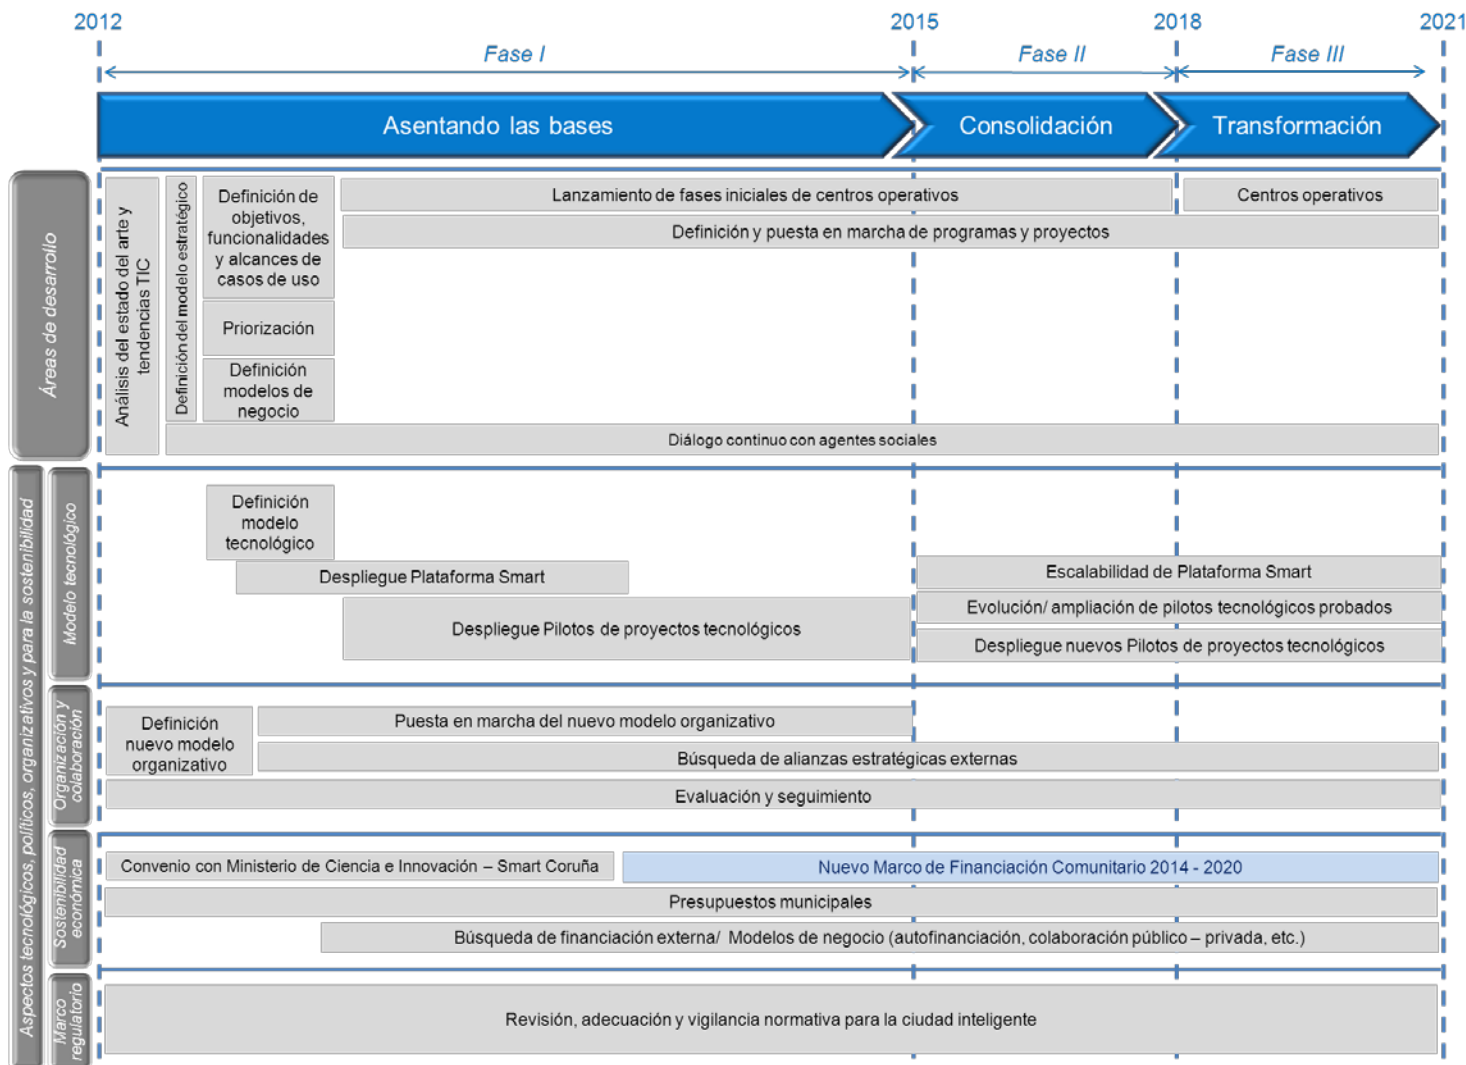 2012
2015
2018
2021
Fase I
Fase II
Fase III
Asentando las bases
Consolidación
Transformación
Áreas de desarrollo
Análisis del estado del arte y
tendencias TIC
Definición del modelo estratégico
Definición de
objetivos,
funcionalidades
y alcances de
casos de uso
Priorización
Definición
modelos de
negocio
Lanzamiento de fases iniciales de centros operativos
Centros operativos
Definición y puesta en marcha de programas y proyectos
Diálogo continuo con agentes sociales
Aspectos tecnológicos, políticos, organizativos y para la sostenibilidad
Modelo tecnológico
Definición
modelo
tecnológico
Despliegue Plataforma Smart
Despliegue Pilotos de proyectos tecnológicos
Escalabilidad de Plataforma Smart
Evolución/ ampliación de pilotos tecnológicos probados
Despliegue nuevos Pilotos de proyectos tecnológicos
Organización y
colaboración
Definición
nuevo modelo
organizativo
Puesta en marcha del nuevo modelo organizativo
Búsqueda de alianzas estratégicas externas
Evaluación y seguimiento
Sostenibilidad
económica
Convenio con Ministerio de Ciencia e Innovación – Smart Coruña
Nuevo Marco de Financiación Comunitario 2014 - 2020
Presupuestos municipales
Búsqueda de financiación externa/ Modelos de negocio (autofinanciación, colaboración público – privada, etc.)
Marco
regulatorio
Revisión, adecuación y vigilancia normativa para la ciudad inteligente